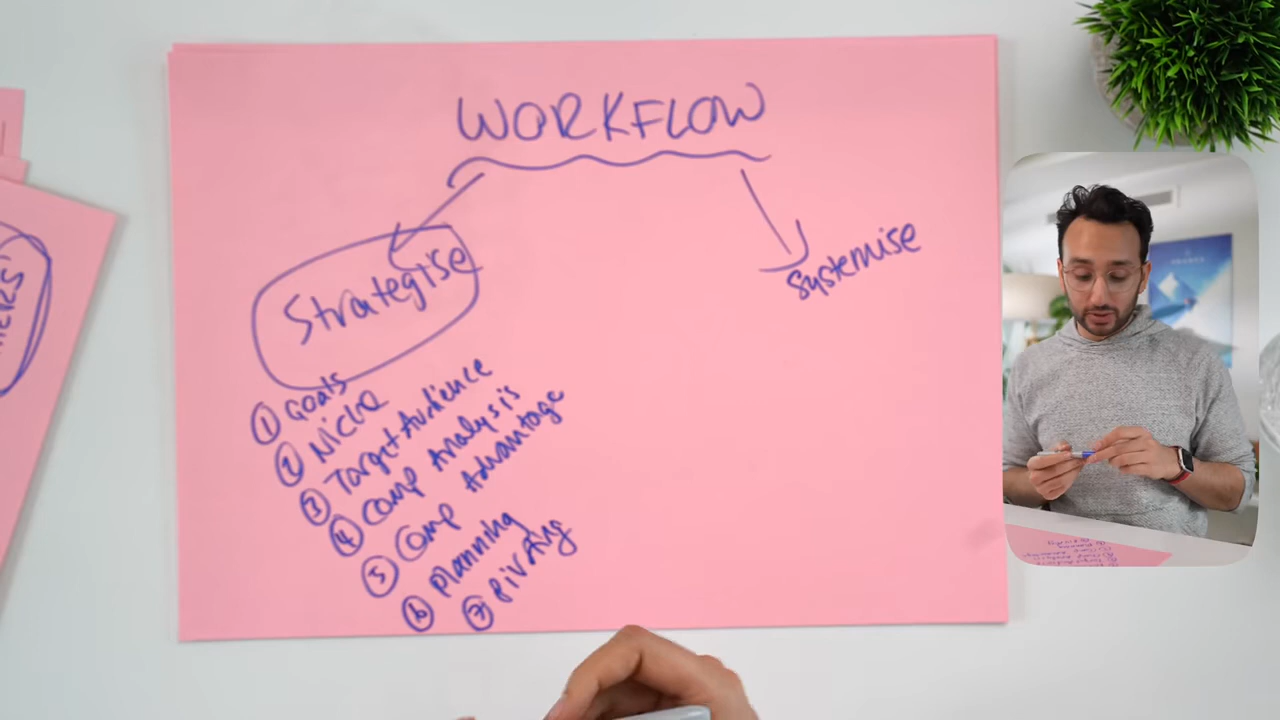 WORKFLOW
Strategise
Systemise
① Goals
② Niche
③ Target Audience
④ Comp Analysis
⑤ Comp Advantage
⑥ Planning
⑦ Pivoting